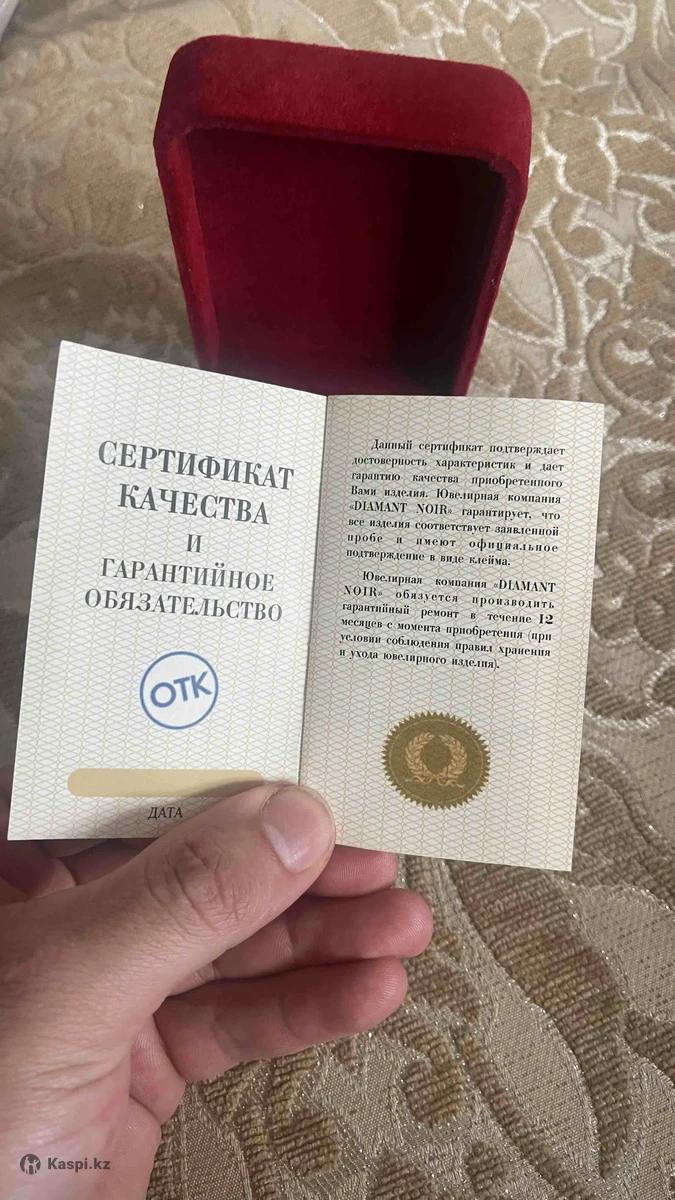 СЕРТИФИКАТ
КАЧЕСТВА
И
ГАРАНТИЙНОЕ
ОБЯЗАТЕЛЬСТВО
ОТК
ДАТА
Данный сертификат подтверждает
достоверность характеристик и дает
гарантию качества приобретенного
Вами изделия. Ювелирная компания
«DIAMANT NOIR» гарантирует, что
все изделия соответствует заявленной
пробе и имеют официальное
подтверждение в виде клейма.
Ювелирная компания «DIAMANT
NOIR» обязуется производить
гарантийный ремонт в течение 12
месяцев с момента приобретения (при
условии соблюдения правил хранения
и ухода ювелирного изделия).
Kaspi.kz